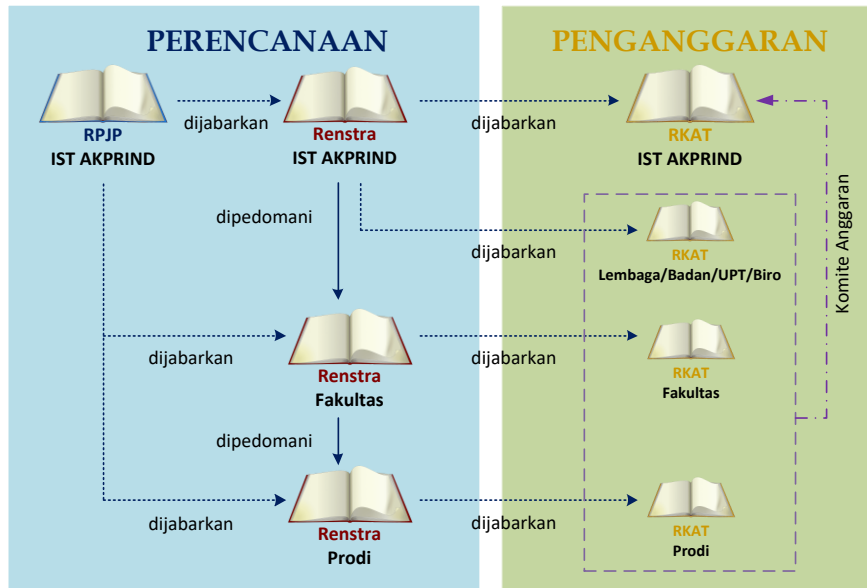 PERENCANAAN
PENGANGGARAN
dijabarkan
dijabarkan
RPJP
IST AKPRIND
Renstra
IST AKPRIND
RKAT
IST AKPRIND
dipedomani
dijabarkan
RKAT
Lembaga/Badan/UPT/Biro
Komite Anggaran
dijabarkan
dijabarkan
Renstra
Fakultas
RKAT
Fakultas
dipedomani
dijabarkan
dijabarkan
Renstra
Prodi
RKAT
Prodi